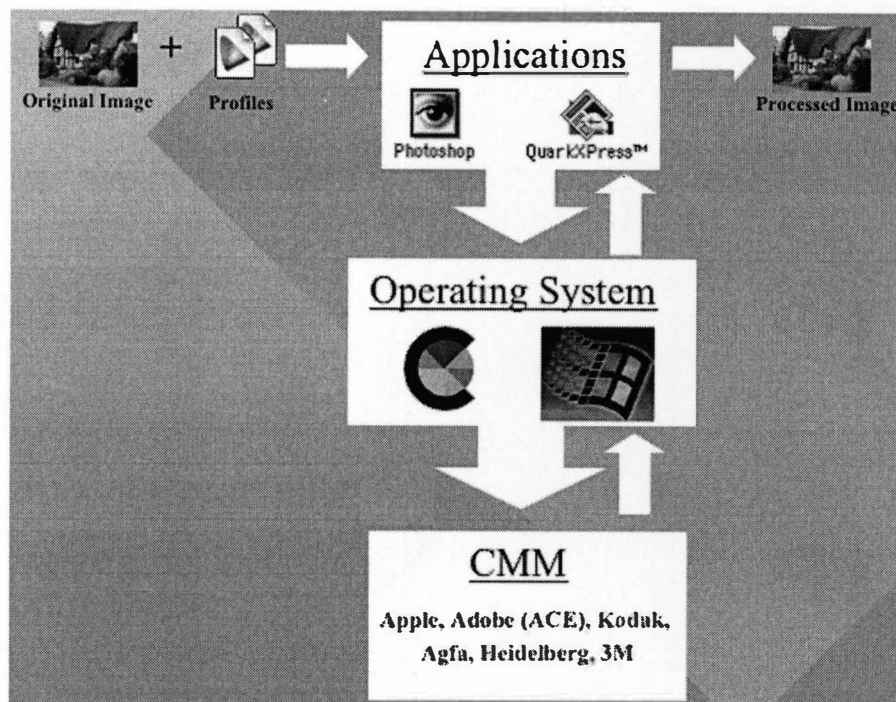 +
Applications
Original Image
Profiles
Processed Image
Photoshop
QuarkXPress™
Operating System
CMM
Apple, Adobe (ACE), Kodak,
Agfa, Heidelberg, 3M